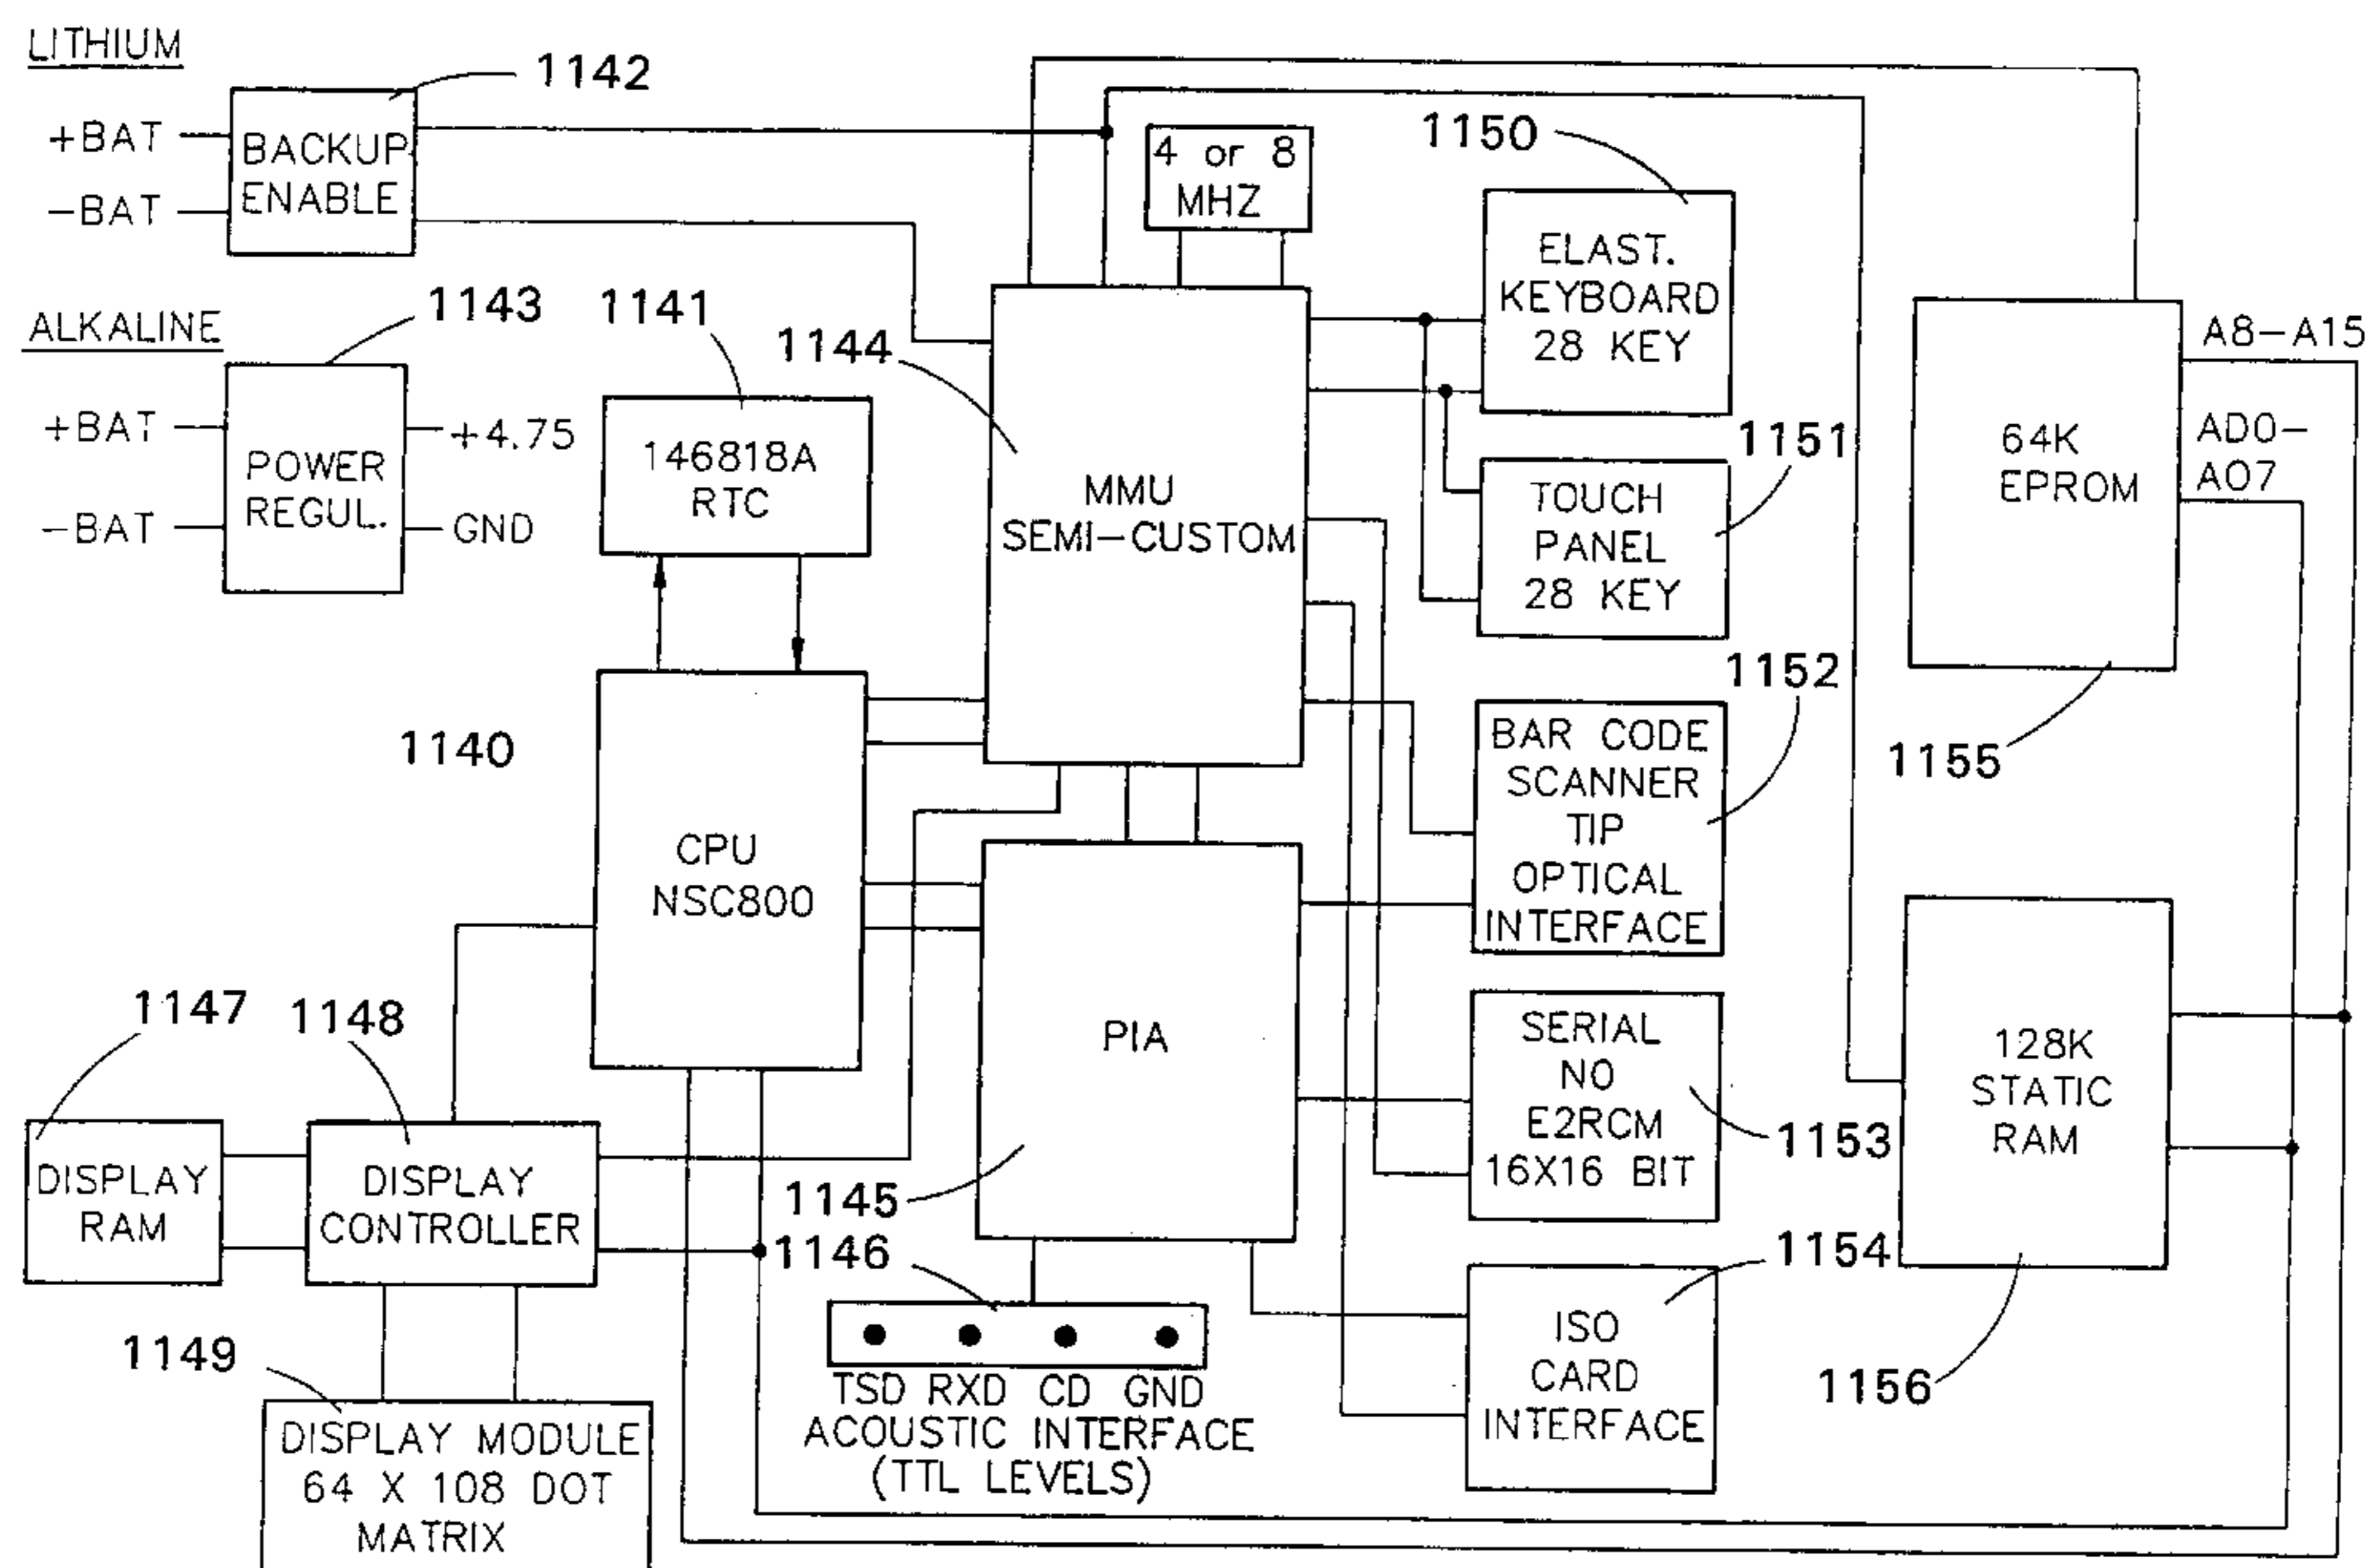 LITHIUM
1142
+BAT
-BAT
BACKUP
ENABLE
4 or 8
MHZ
1150
ELAST.
KEYBOARD
28 KEY
ALKALINE
1143
+BAT
-BAT
POWER
REGUL.
+4.75
GND
1141
146818A
RTC
1144
MMU
SEMI-CUSTOM
1151
TOUCH
PANEL
28 KEY
A8-A15
AD0-
AO7
64K
EPROM
1155
1140
CPU
NSC800
1152
BAR CODE
SCANNER
TIP
OPTICAL
INTERFACE
PIA
1145
SERIAL
NO
E2RCM
16X16 BIT
1153
128K
STATIC
RAM
1156
1147
DISPLAY
RAM
1148
DISPLAY
CONTROLLER
1146
TSD RXD CD GND
ACOUSTIC INTERFACE
(TTL LEVELS)
1154
ISO
CARD
INTERFACE
1149
DISPLAY MODULE
64 X 108 DOT
MATRIX